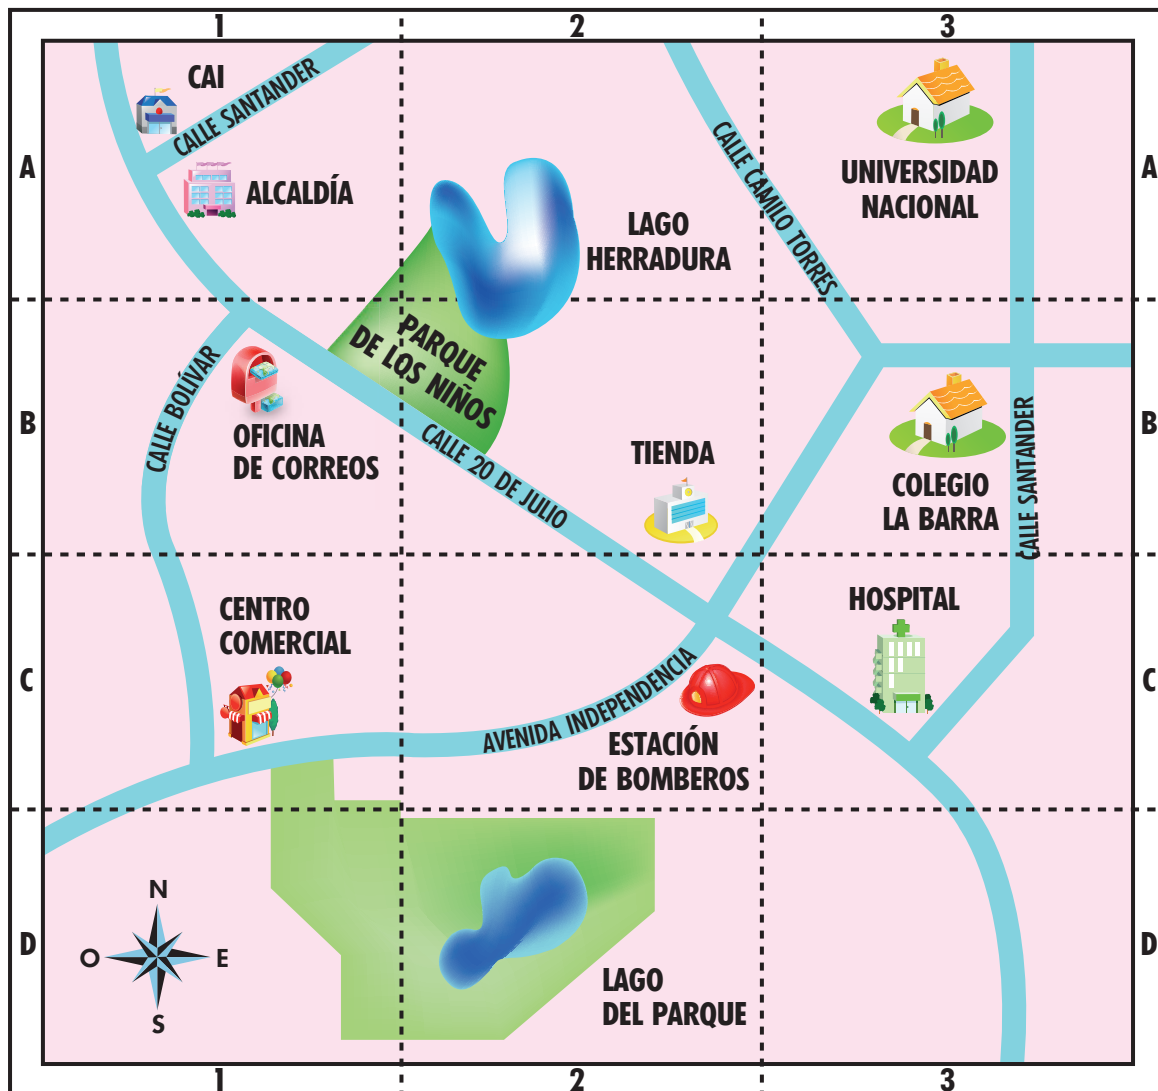 1
2
3
CAI
CALLE SANTANDER
A
ALCALDÍA
CALLE CAMILO TORRES
UNIVERSIDAD
NACIONAL
A
LAGO
HERRADURA
PARQUE
DE LOS NIÑOS
CALLE BOLÍVAR
B
OFICINA
DE CORREOS
CALLE 20 DE JULIO
TIENDA
COLEGIO
LA BARRA
CALLE SANTANDER
B
CENTRO
COMERCIAL
HOSPITAL
C
AVENIDA INDEPENDENCIA
ESTACIÓN
DE BOMBEROS
C
N
O
E
S
D
LAGO
DEL PARQUE
D
1
2
3